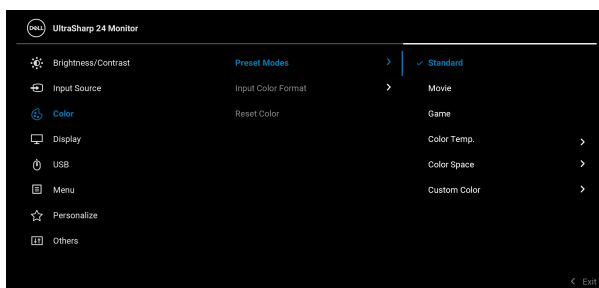 DELL UltraSharp 24 Monitor
Brightness/Contrast Preset Modes Standard
Input Source Input Color Format Movie
Color Reset Color Game
Display Color Temp.
USB Color Space
Menu Custom Color
Personalize
Others
Exit